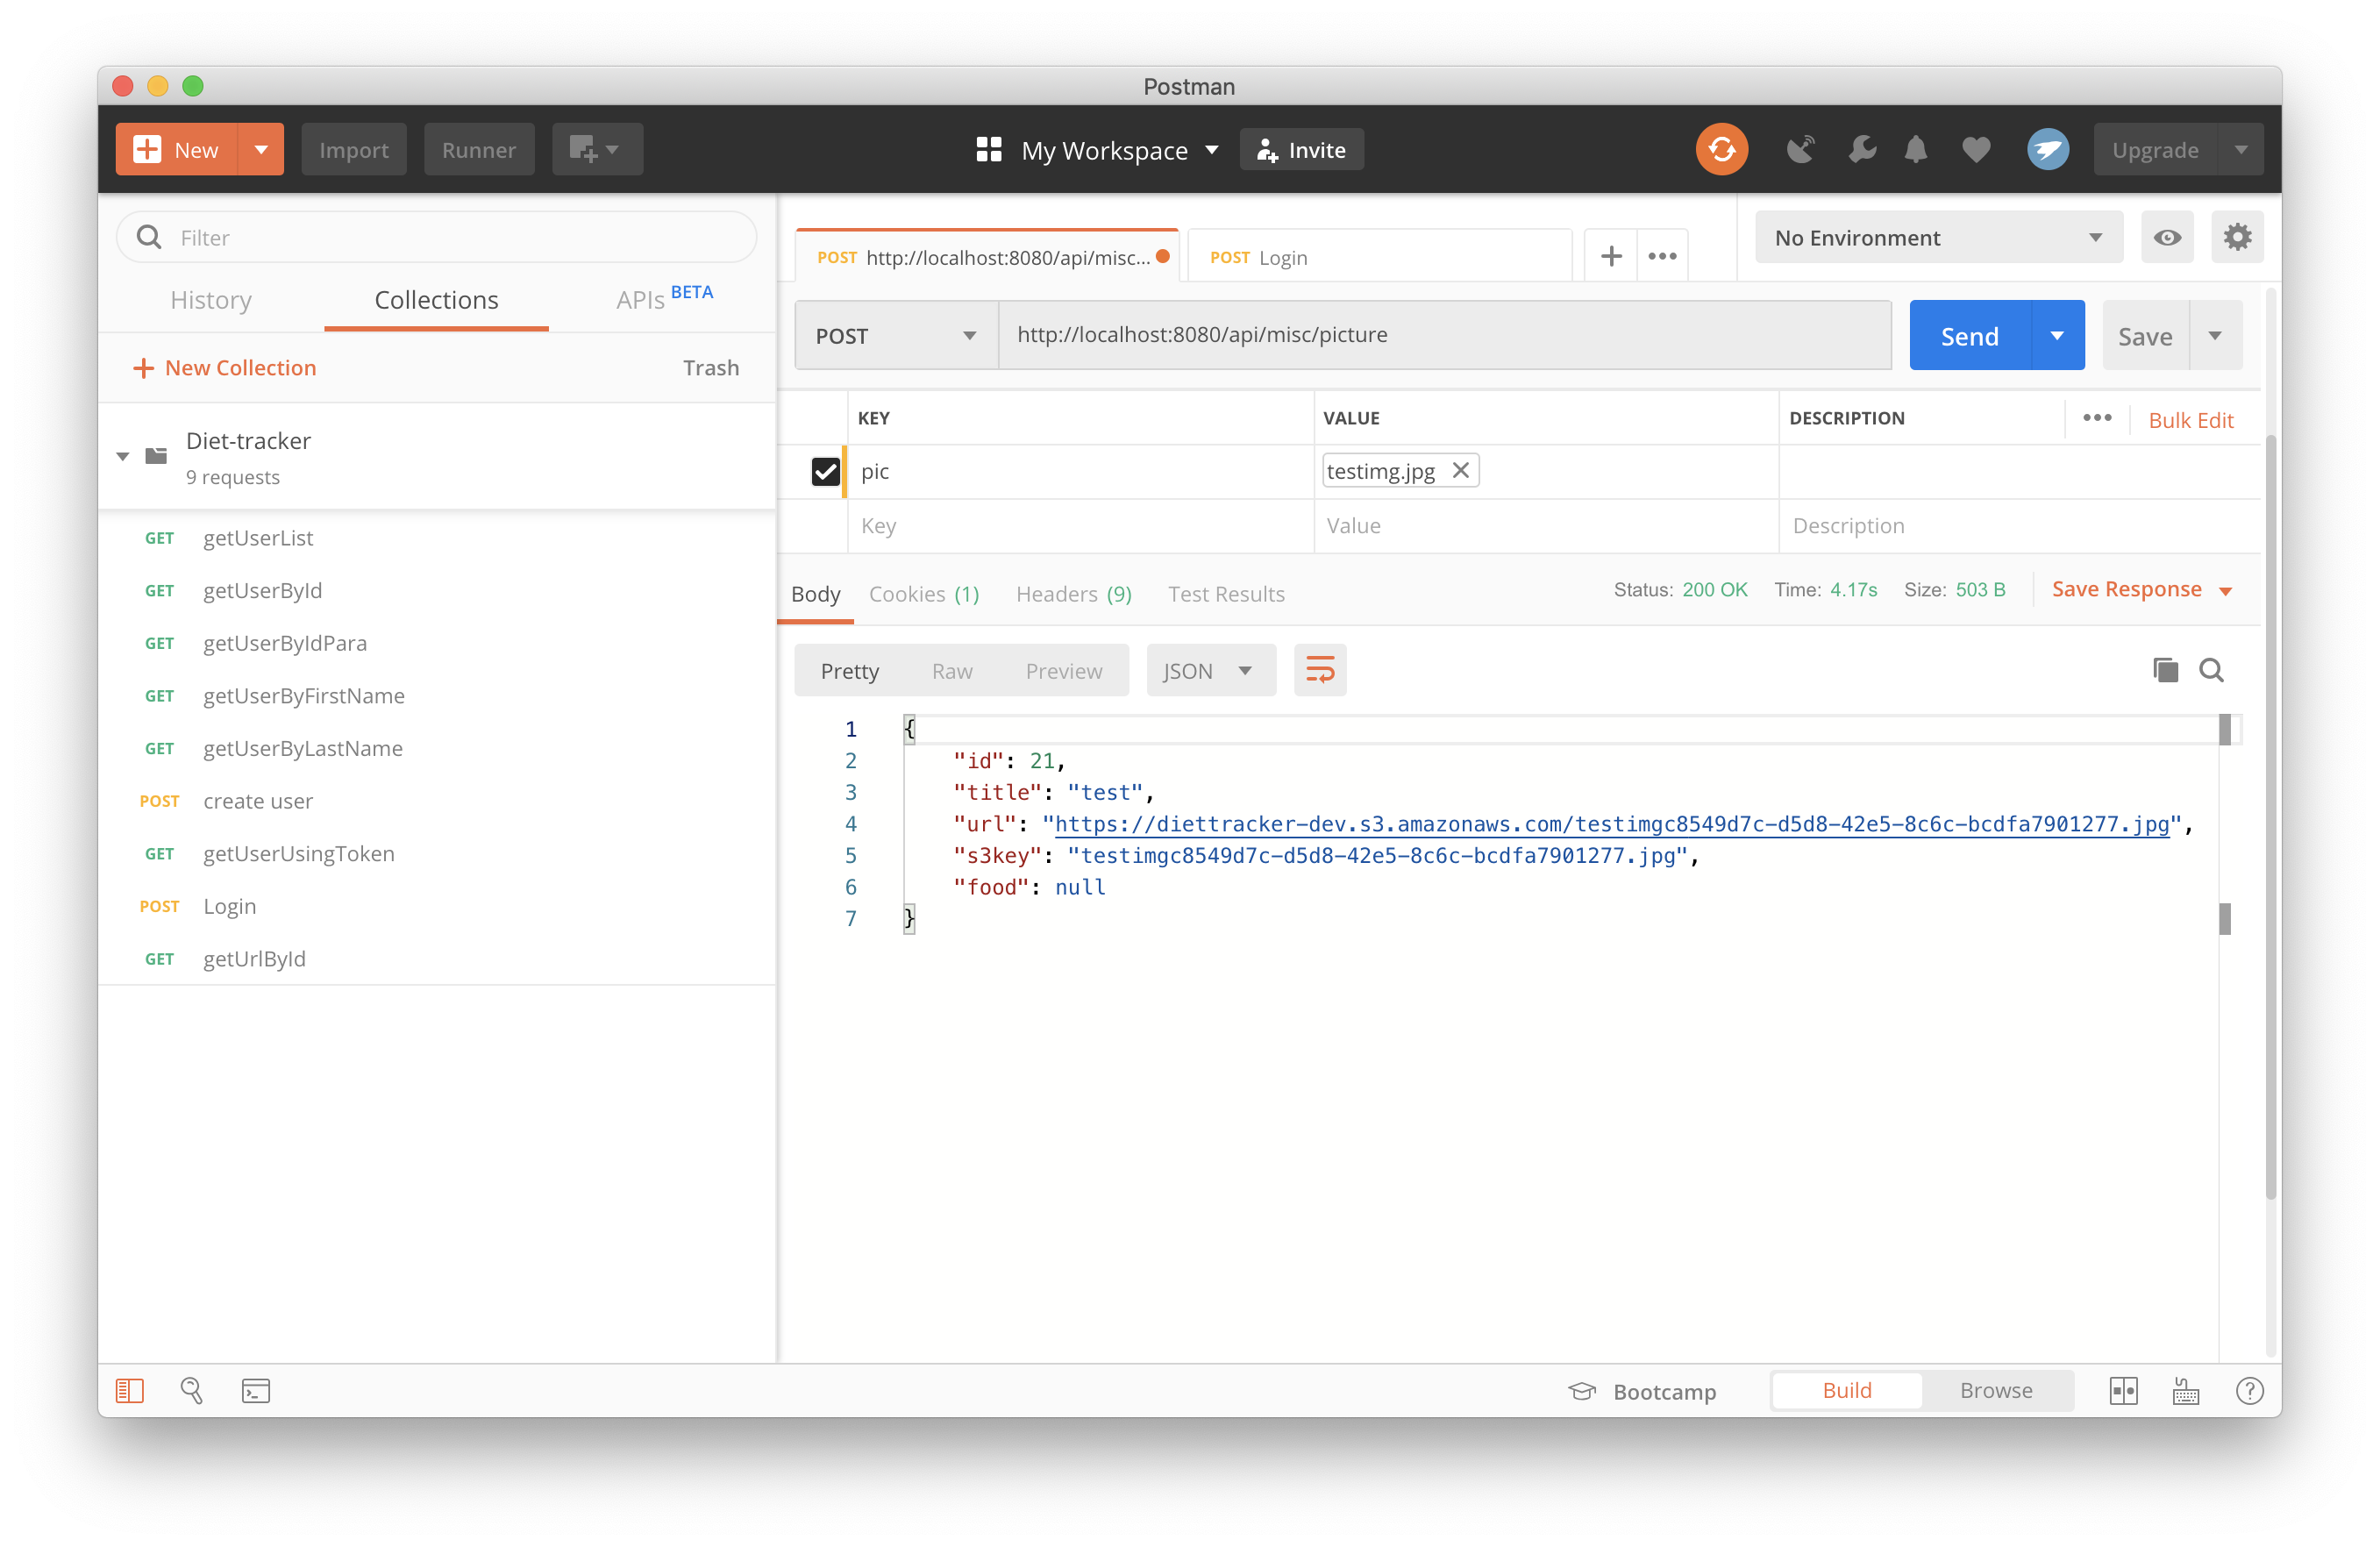 Postman
New
Import
Runner
My Workspace
Invite
Upgrade
Filter
History
Collections
APIs BETA
New Collection
Trash
Diet-tracker
9 requests
GET getUserList
GET getUserById
GET getUserByIdPara
GET getUserByFirstName
GET getUserByLastName
POST create user
GET getUserUsingToken
POST Login
GET getUrlById
POST http://localhost:8080/api/misc...
POST Login
No Environment
POST
http://localhost:8080/api/misc/picture
Send
Save
KEY VALUE DESCRIPTION Bulk Edit
pic testimg.jpg
Key Value Description
Body Cookies (1) Headers (9) Test Results
Status: 200 OK Time: 4.17s Size: 503 B Save Response
Pretty Raw Preview JSON
1 {
2 "id": 21,
3 "title": "test",
4 "url": "https://diettracker-dev.s3.amazonaws.com/testimgc8549d7c-d5d8-42e5-8c6c-bcdfa7901277.jpg",
5 "s3key": "testimgc8549d7c-d5d8-42e5-8c6c-bcdfa7901277.jpg",
6 "food": null
7 }
Bootcamp
Build
Browse